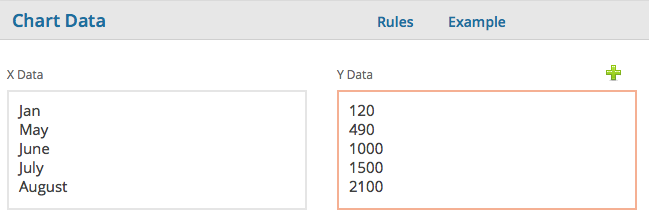 Chart Data Rules Example
X Data
Jan
May
June
July
August
Y Data
120
490
1000
1500
2100